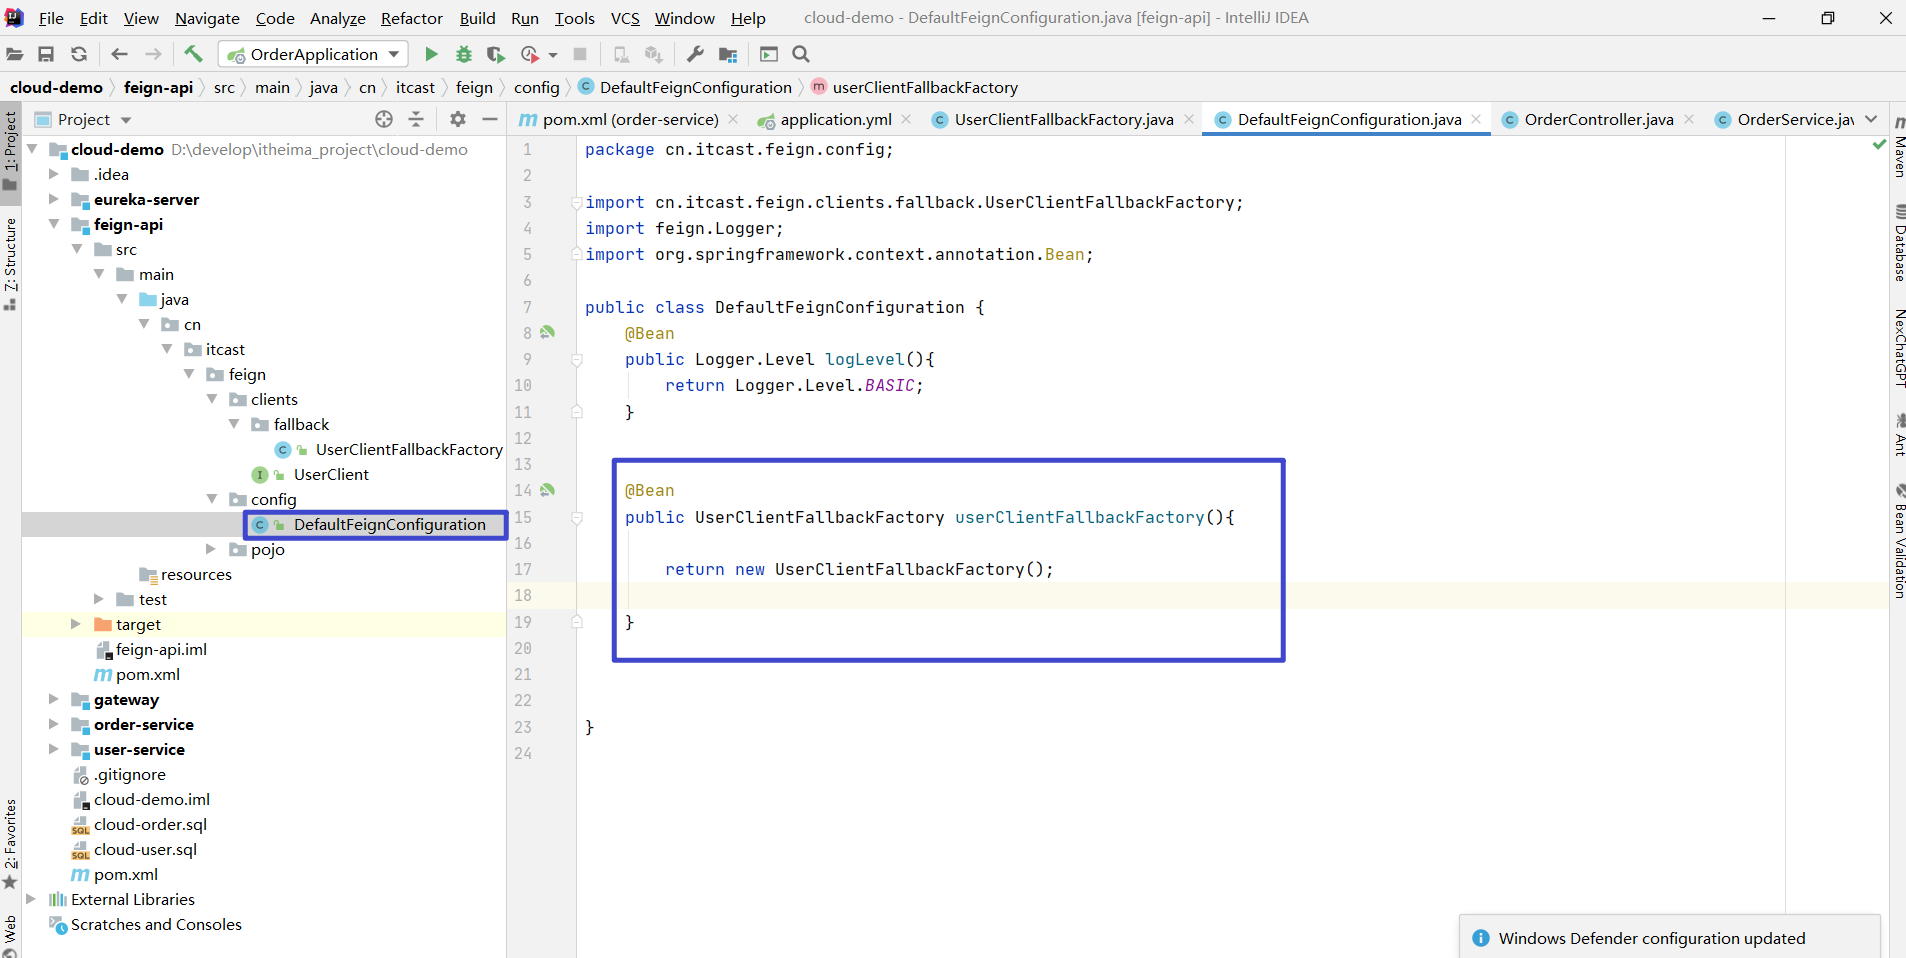 File Edit View Navigate Code Analyze Refactor Build Run Tools VCS Window Help cloud-demo - DefaultFeignConfiguration.java [feign-api] - IntelliJ IDEA
OrderApplication
cloud-demo feign-api src main java cn itcast feign config DefaultFeignConfiguration userClientFallbackFactory
Project
pom.xml (order-service) application.yml UserClientFallbackFactory.java DefaultFeignConfiguration.java OrderController.java OrderService.jav
1: Project
7: Structure
2: Favorites
Web
cloud-demo D:\develop\itheima_project\cloud-demo
.idea
eureka-server
feign-api
src
main
java
cn
itcast
feign
clients
fallback
UserClientFallbackFactory
UserClient
config
DefaultFeignConfiguration
pojo
resources
test
target
feign-api.iml
pom.xml
gateway
order-service
user-service
.gitignore
cloud-demo.iml
cloud-order.sql
cloud-user.sql
pom.xml
External Libraries
Scratches and Consoles
1 package cn.itcast.feign.config;
2
3 import cn.itcast.feign.clients.fallback.UserClientFallbackFactory;
4 import feign.Logger;
5 import org.springframework.context.annotation.Bean;
6
7 public class DefaultFeignConfiguration {
8 @Bean
9 public Logger.Level logLevel(){
10 return Logger.Level.BASIC;
11 }
12
13
14 @Bean
15 public UserClientFallbackFactory userClientFallbackFactory(){
16
17 return new UserClientFallbackFactory();
18
19 }
20
21
22
23 }
24
Maven
Database
NexChatGPT
Ant
Bean Validation
Windows Defender configuration updated